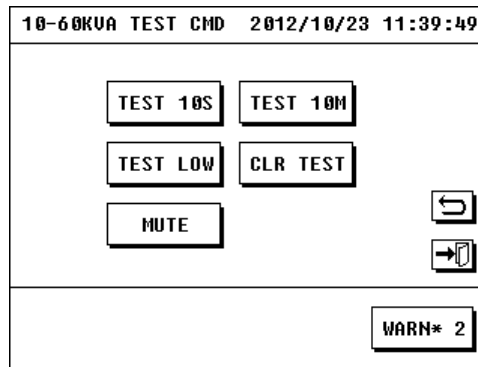 10-60KVA TEST CMD 2012/10/23 11:39:49
TEST 10S TEST 10M
TEST LOW CLR TEST
MUTE
WARN* 2